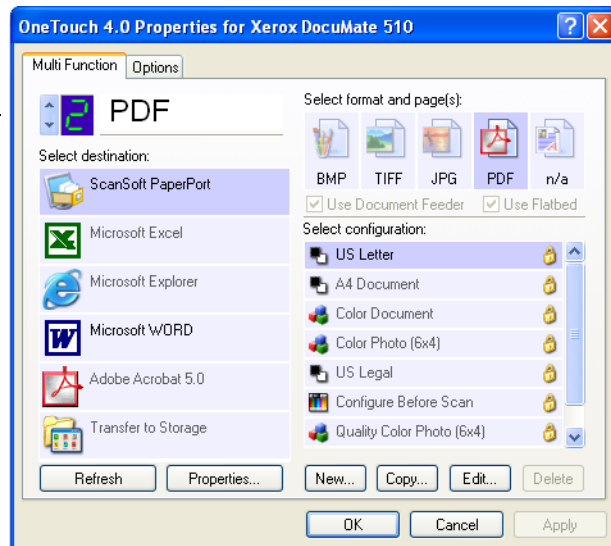 OneTouch 4.0 Properties for Xerox DocuMate 510
Multi Function
Options
2
PDF
Select destination:
ScanSoft PaperPort
Microsoft Excel
Microsoft Explorer
Microsoft WORD
Adobe Acrobat 5.0
Transfer to Storage
Refresh
Properties...
Select format and page(s):
BMP TIFF JPG PDF n/a
Use Document Feeder
Use Flatbed
Select configuration:
US Letter
A4 Document
Color Document
Color Photo (6x4)
US Legal
Configure Before Scan
Quality Color Photo (6x4)
New...
Copy...
Edit...
Delete
OK
Cancel
Apply